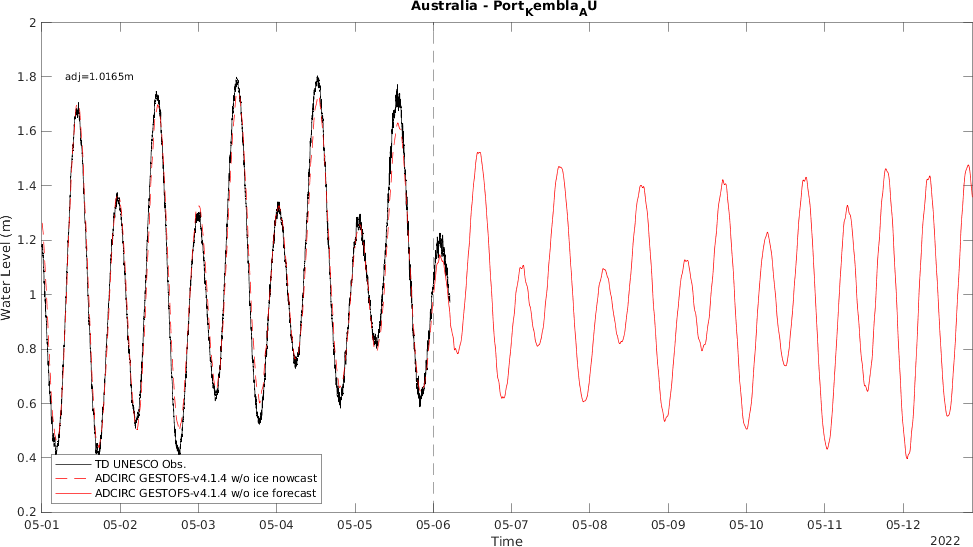 Australia - PortKemblaAU
2
1.8
adj=1.0165m
1.6
1.4
1.2
1
0.8
0.6
0.4
0.2
Water Level (m)
TD UNESCO Obs.
ADCIRC GESTOFS-v4.1.4 w/o ice nowcast
ADCIRC GESTOFS-v4.1.4 w/o ice forecast
05-01 05-02 05-03 05-04 05-05 05-06 05-07 05-08 05-09 05-10 05-11 05-12
Time
2022